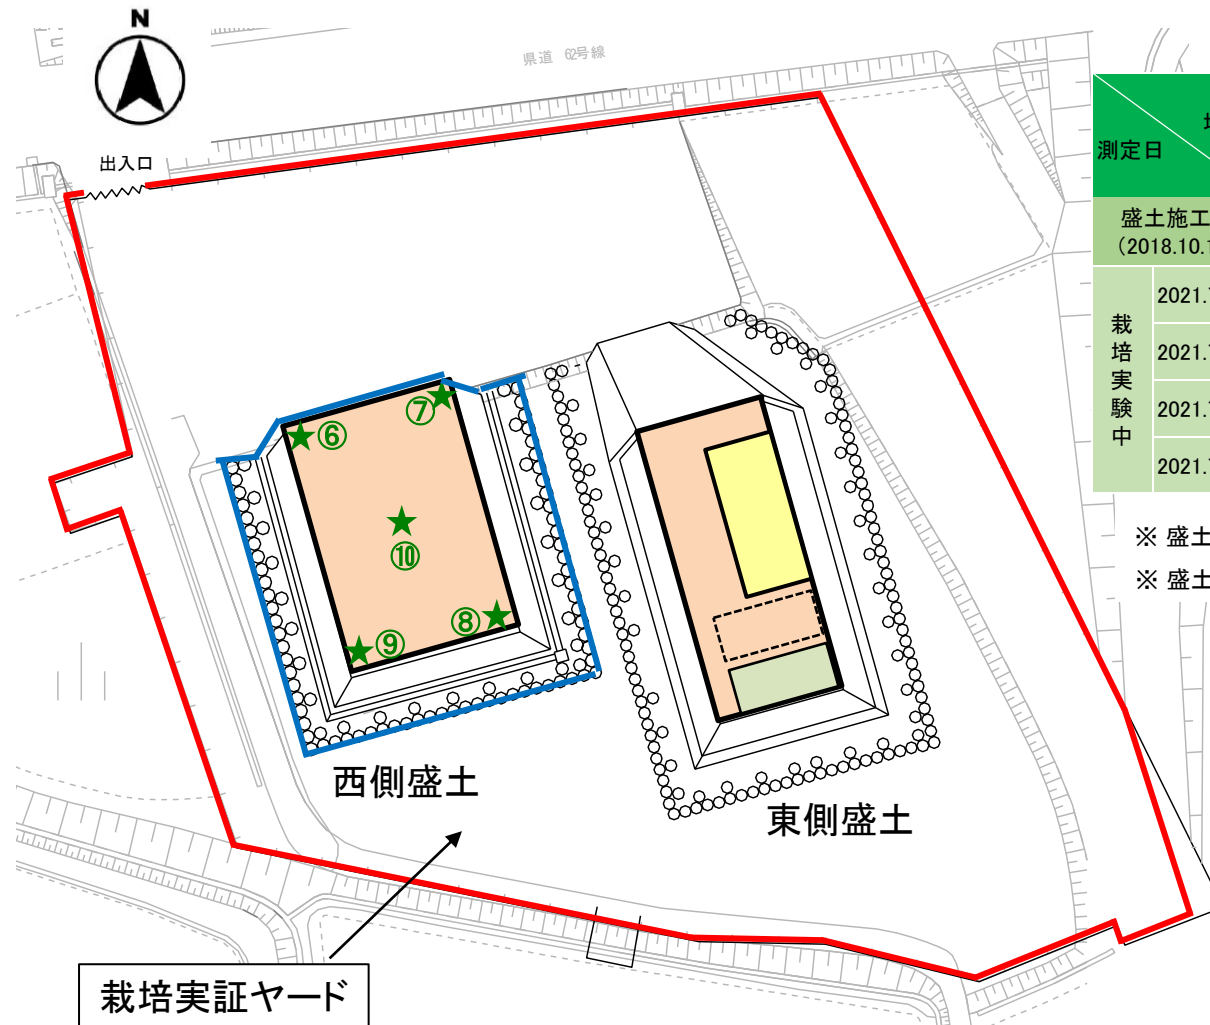 N
県道 62号線
出入口
測定日
盛土施工
(2018.10.1
栽培実験中
2021.
2021.
2021.
2021.
※ 盛土
※ 盛土
⑦
⑥
⑩
⑧
⑨
西側盛土
東側盛土
栽培実証ヤード